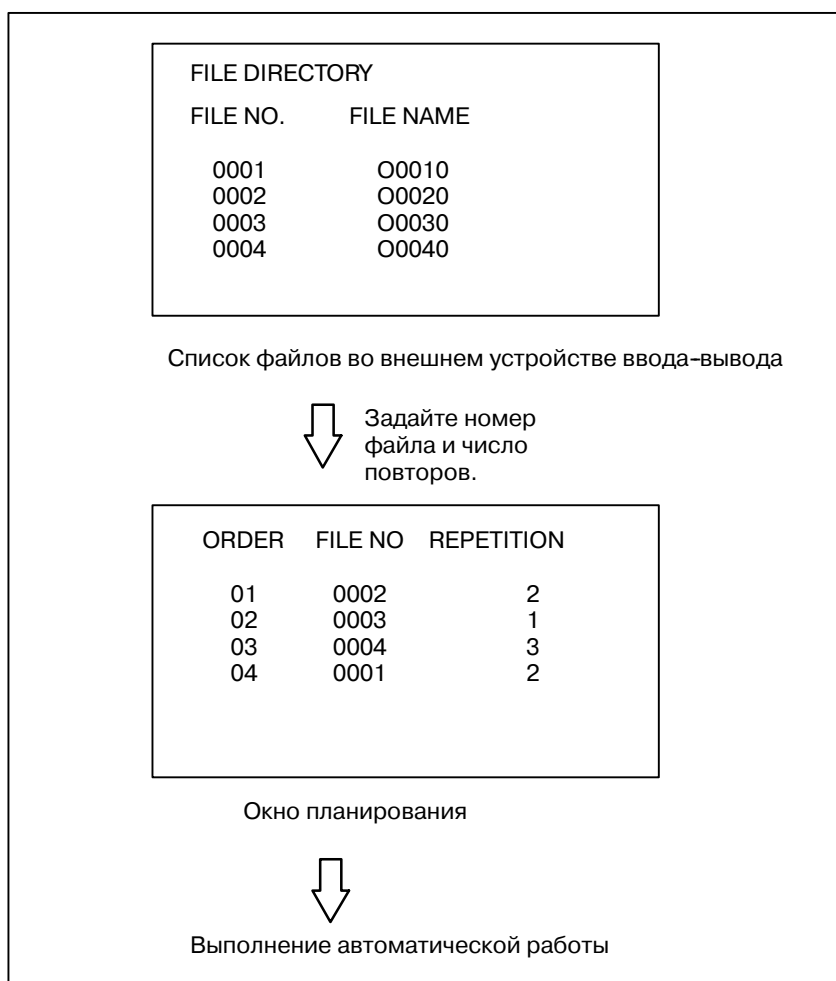 FILE DIRECTORY
FILE NO. FILE NAME
0001 O0010
0002 O0020
0003 O0030
0004 O0040
Список файлов во внешнем устройстве ввода-вывода
Задайте номер
файла и число
повторов.
ORDER FILE NO REPETITION
01 0002 2
02 0003 1
03 0004 3
04 0001 2
Окно планирования
Выполнение автоматической работы